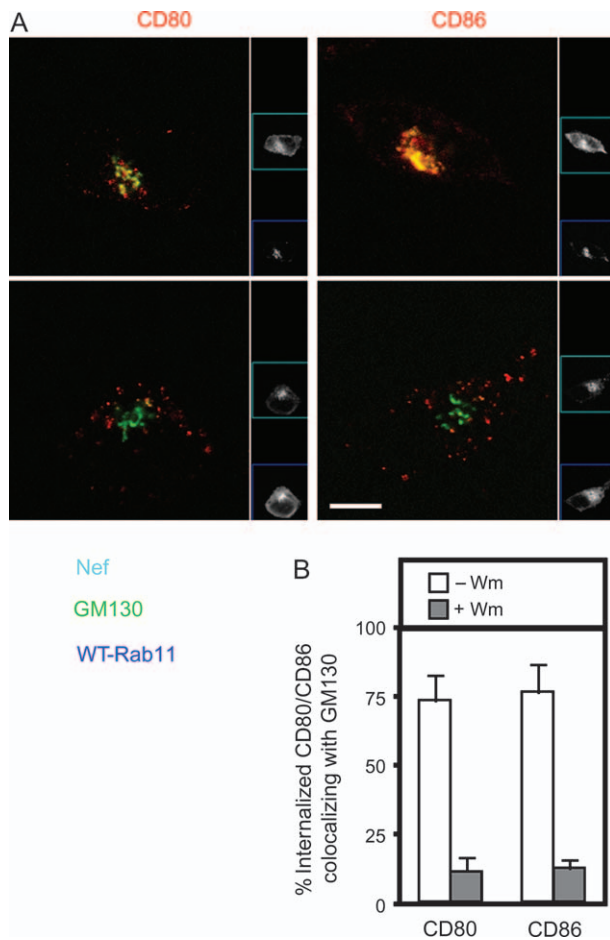 A
CD80
CD86
Nef
GM130
WT-Rab11
B
– Wm
+ Wm
% Internalized CD80/CD86
colocalizing with GM130
100
75
50
25
0
CD80
CD86